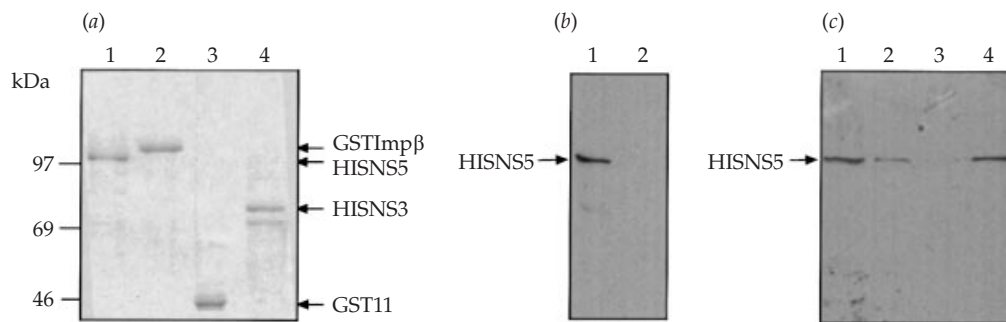 (a)
1 2 3 4
kDa
97
69
46
GSTImpβ
HISNS5
HISNS3
GST11
(b)
1 2
HISNS5
(c)
1 2 3 4
HISNS5